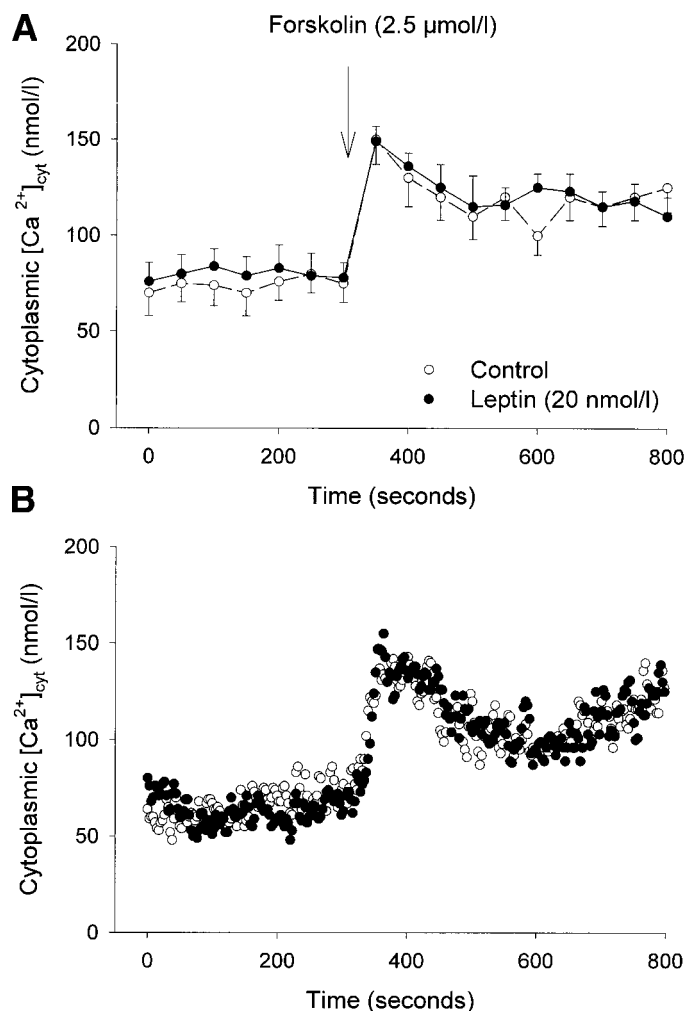 A
Forskolin (2.5 µmol/l)
200
150
100
50
0
Cytoplasmic [Ca 2+]cyt (nmol/l)
Control
Leptin (20 nmol/l)
0 200 400 600 800
Time (seconds)
B
200
150
100
50
0
Cytoplasmic [Ca2+]cyt (nmol/l)
0 200 400 600 800
Time (seconds)